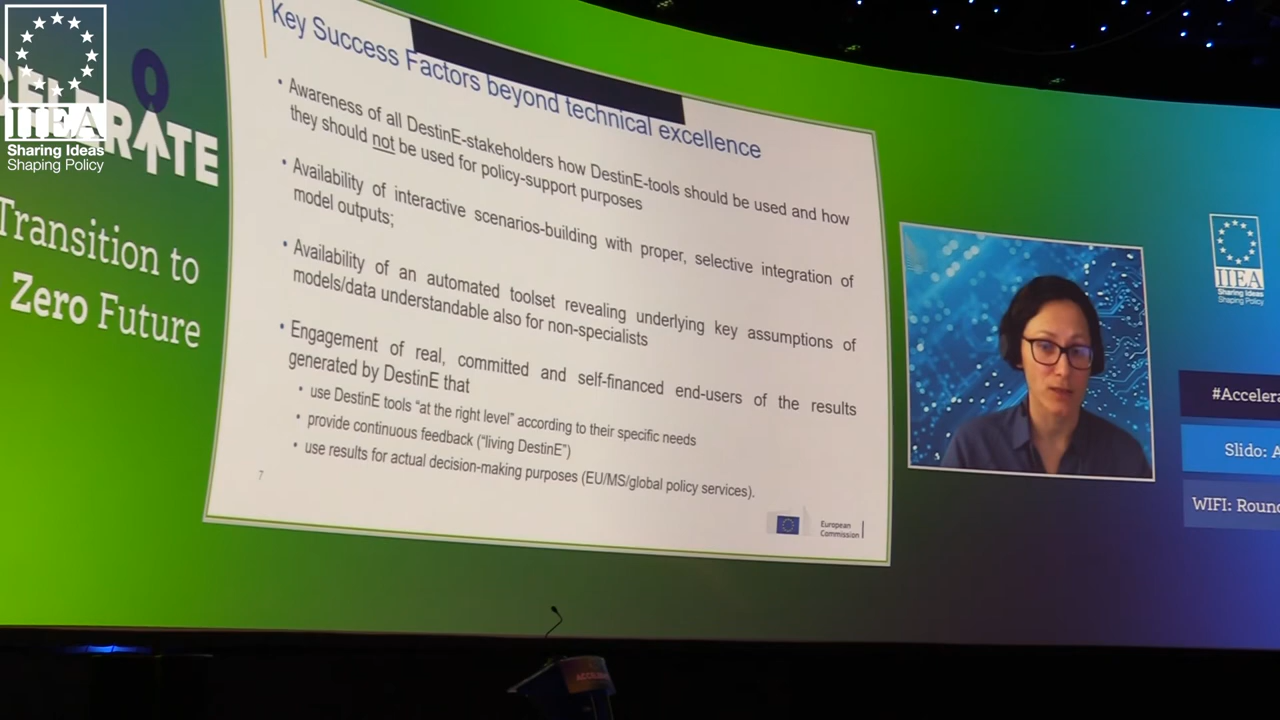 IIEA
Sharing Ideas
Shaping Policy
Transition to
Zero Future
Key Success Factors beyond technical excellence
• Awareness of all DestinE-stakeholders how DestinE-tools should be used and how
they should not be used for policy-support purposes
• Availability of interactive scenarios-building with proper, selective integration of
model outputs;
• Availability of an automated toolset revealing underlying key assumptions of
models/data understandable also for non-specialists
• Engagement of real, committed and self-financed end-users of the results
generated by DestinE that
• use DestinE tools “at the right level” according to their specific needs
• provide continuous feedback (“living DestinE”)
• use results for actual decision-making purposes (EU/MS/global policy services).
7
European
Commission
IIEA
Sharing Ideas
Shaping Policy
#Accelera
Slido: A
WIFI: Round